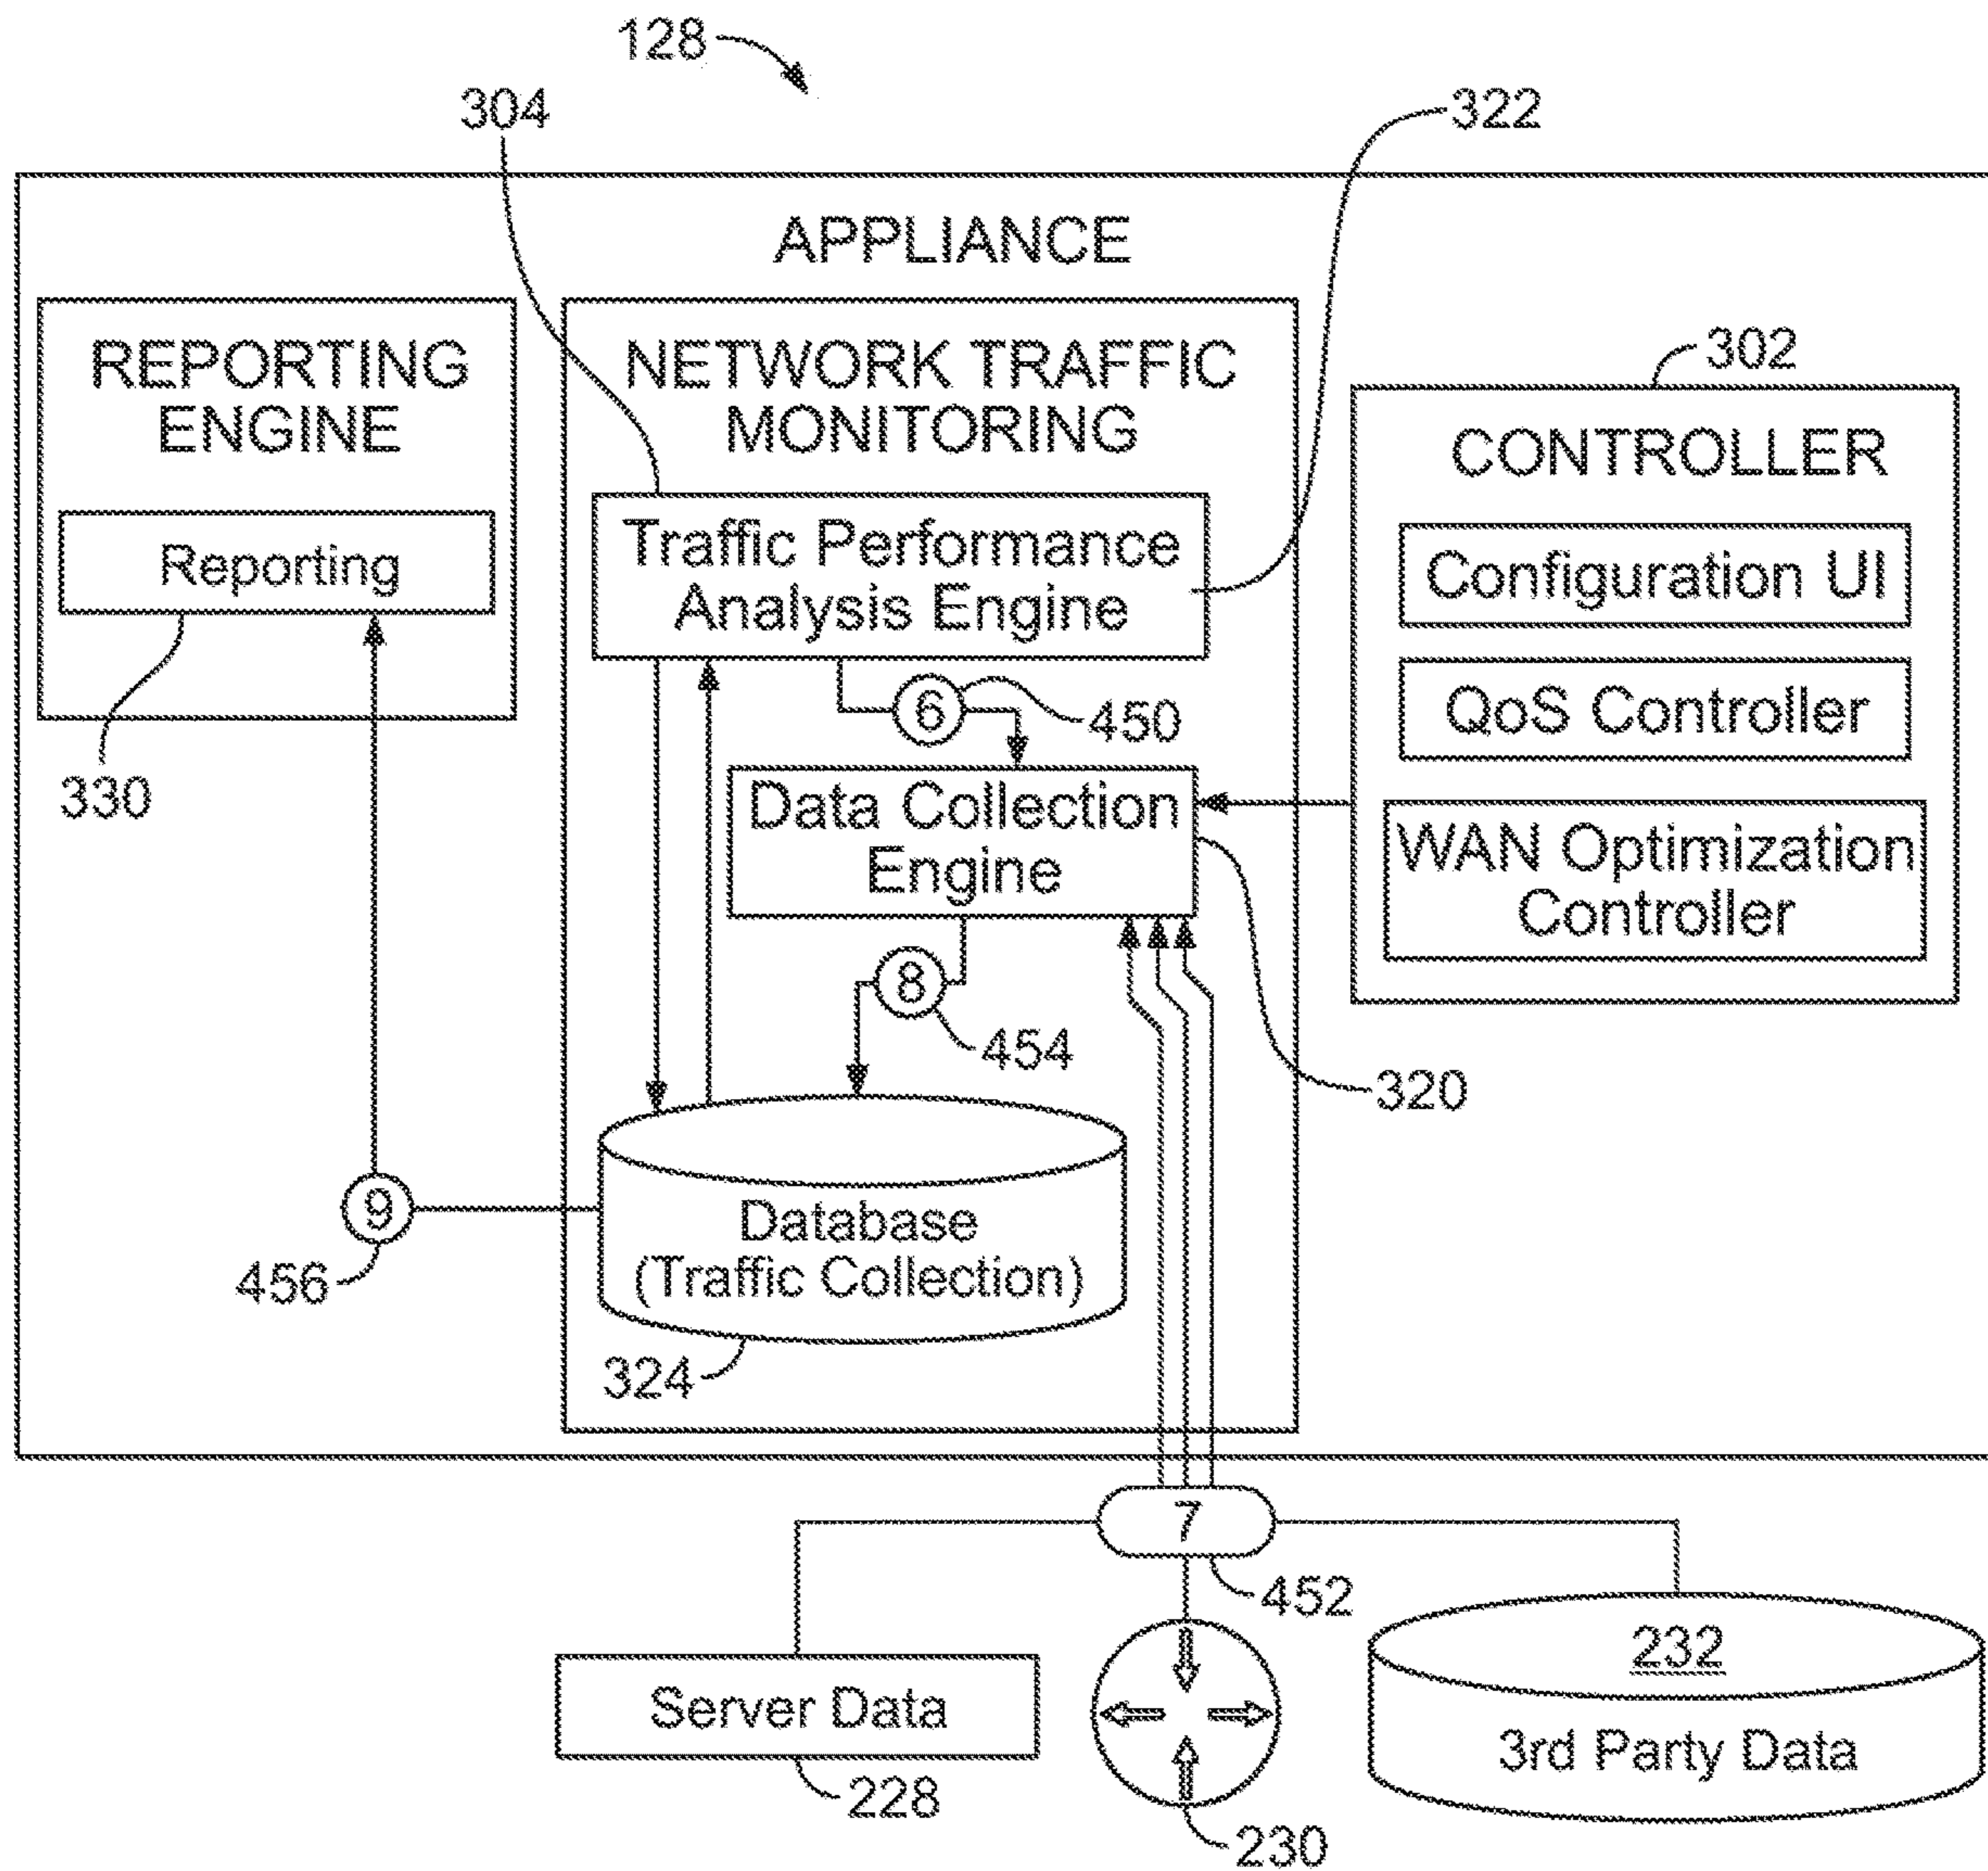 128
304
322
APPLIANCE
REPORTING
ENGINE
Reporting
330
NETWORK TRAFFIC
MONITORING
Traffic Performance
Analysis Engine
6
450
Data Collection
Engine
8
454
320
302
CONTROLLER
Configuration UI
QoS Controller
WAN Optimization
Controller
9
456
Database
(Traffic Collection)
324
7
452
Server Data
228
230
232
3rd Party Data